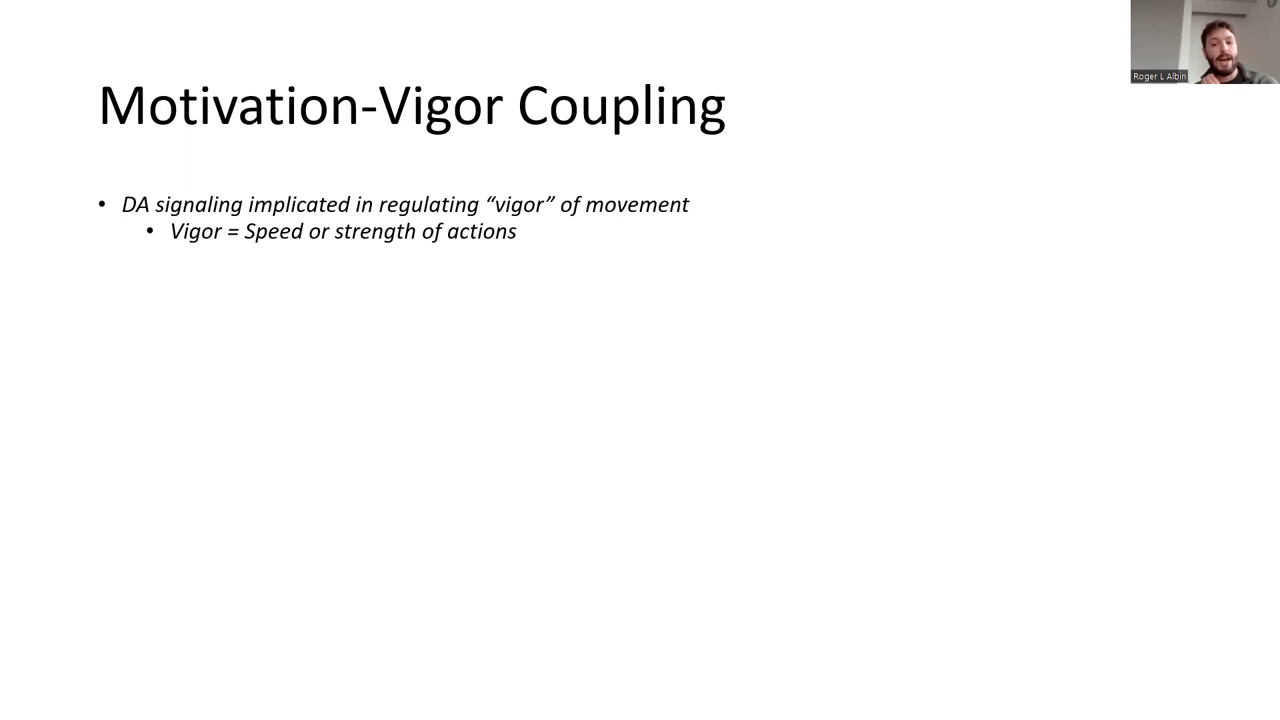 Roger L Albin
Motivation-Vigor Coupling
• DA signaling implicated in regulating “vigor” of movement
• Vigor = Speed or strength of actions